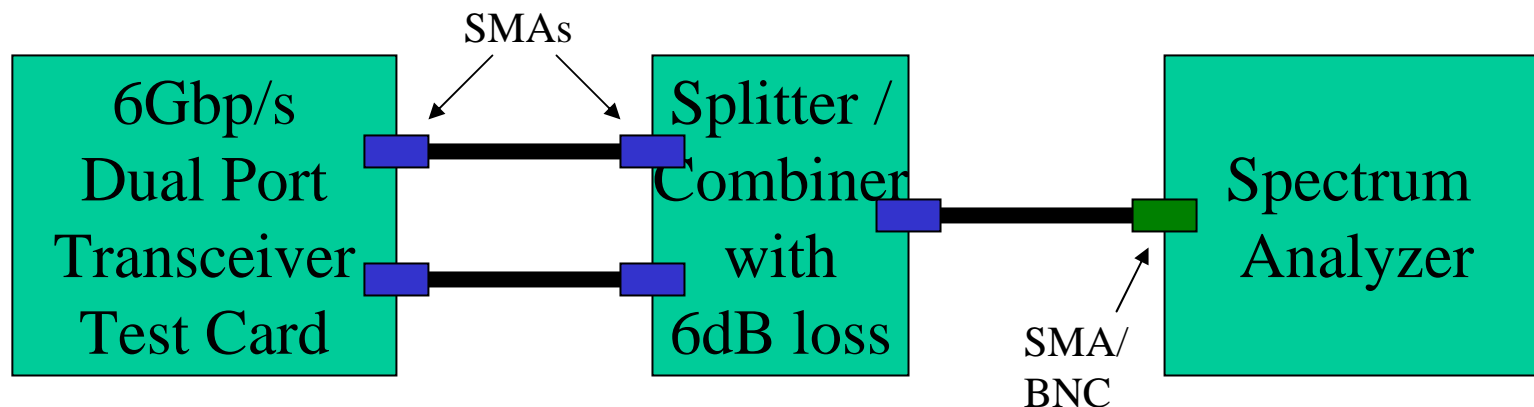 SMAs
6Gbp/s
Dual Port
Transceiver
Test Card
Splitter /
Combiner
with
6dB loss
Spectrum
Analyzer
SMA/
BNC